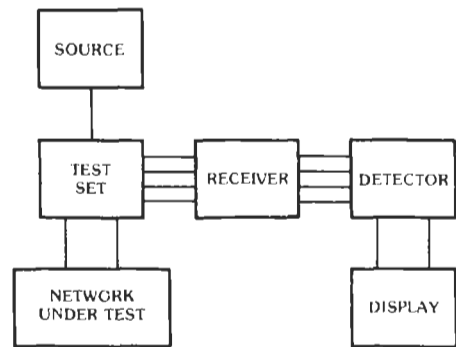 SOURCE
TEST
SET
RECEIVER
DETECTOR
NETWORK
UNDER TEST
DISPLAY